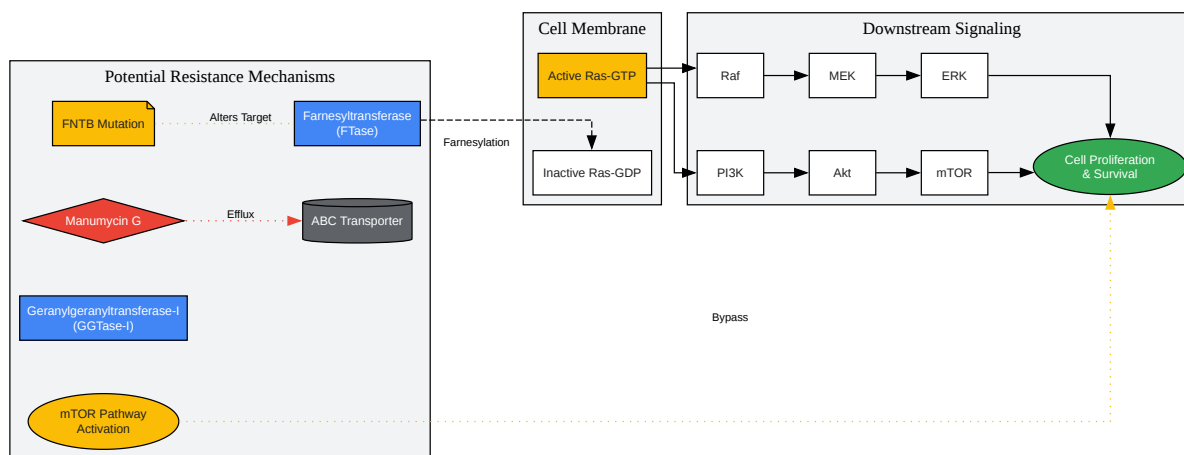 Potential Resistance Mechanisms
FNTB Mutation
Alters Target
Farnesyltransferase
(FTase)
Manumycin G
Efflux
ABC Transporter
Geranylgeranyltransferase-I
(GGTase-I)
mTOR Pathway
Activation
Farnesylation
Cell Membrane
Active Ras-GTP
Inactive Ras-GDP
Downstream Signaling
Raf
MEK
ERK
PI3K
Akt
mTOR
Cell Proliferation
& Survival
Bypass